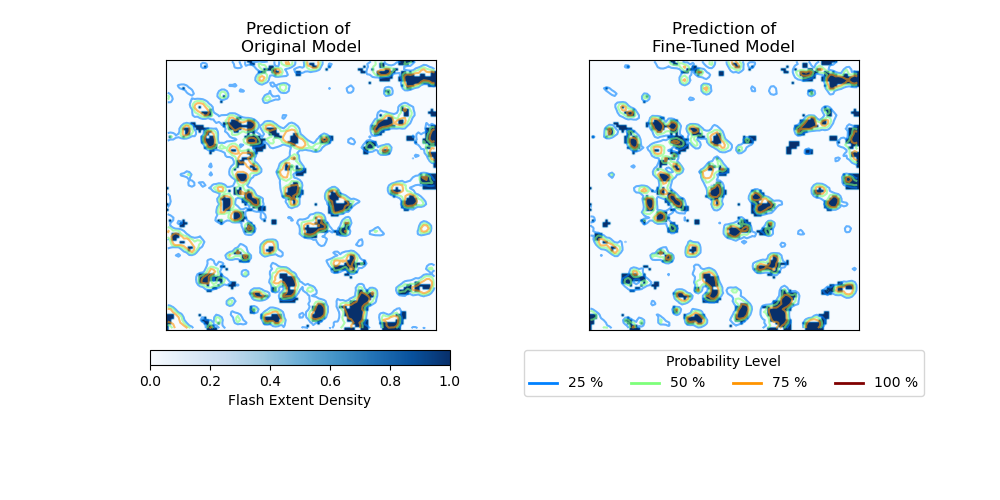 Prediction of
Original Model
Prediction of
Fine-Tuned Model
0.0 0.2 0.4 0.6 0.8 1.0
Flash Extent Density
Probability Level
25 % 50 % 75 % 100 %